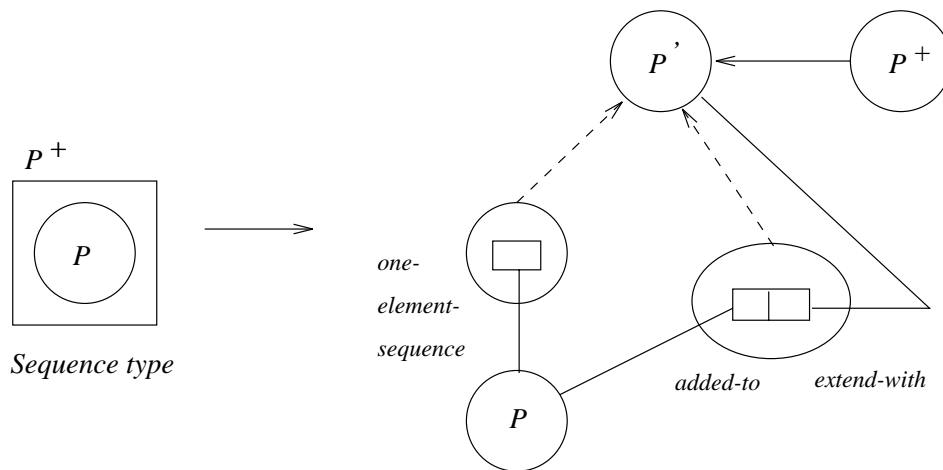 P ’
P +
P +
P
one-
element-
sequence
Sequence type
added-to
extend-with
P